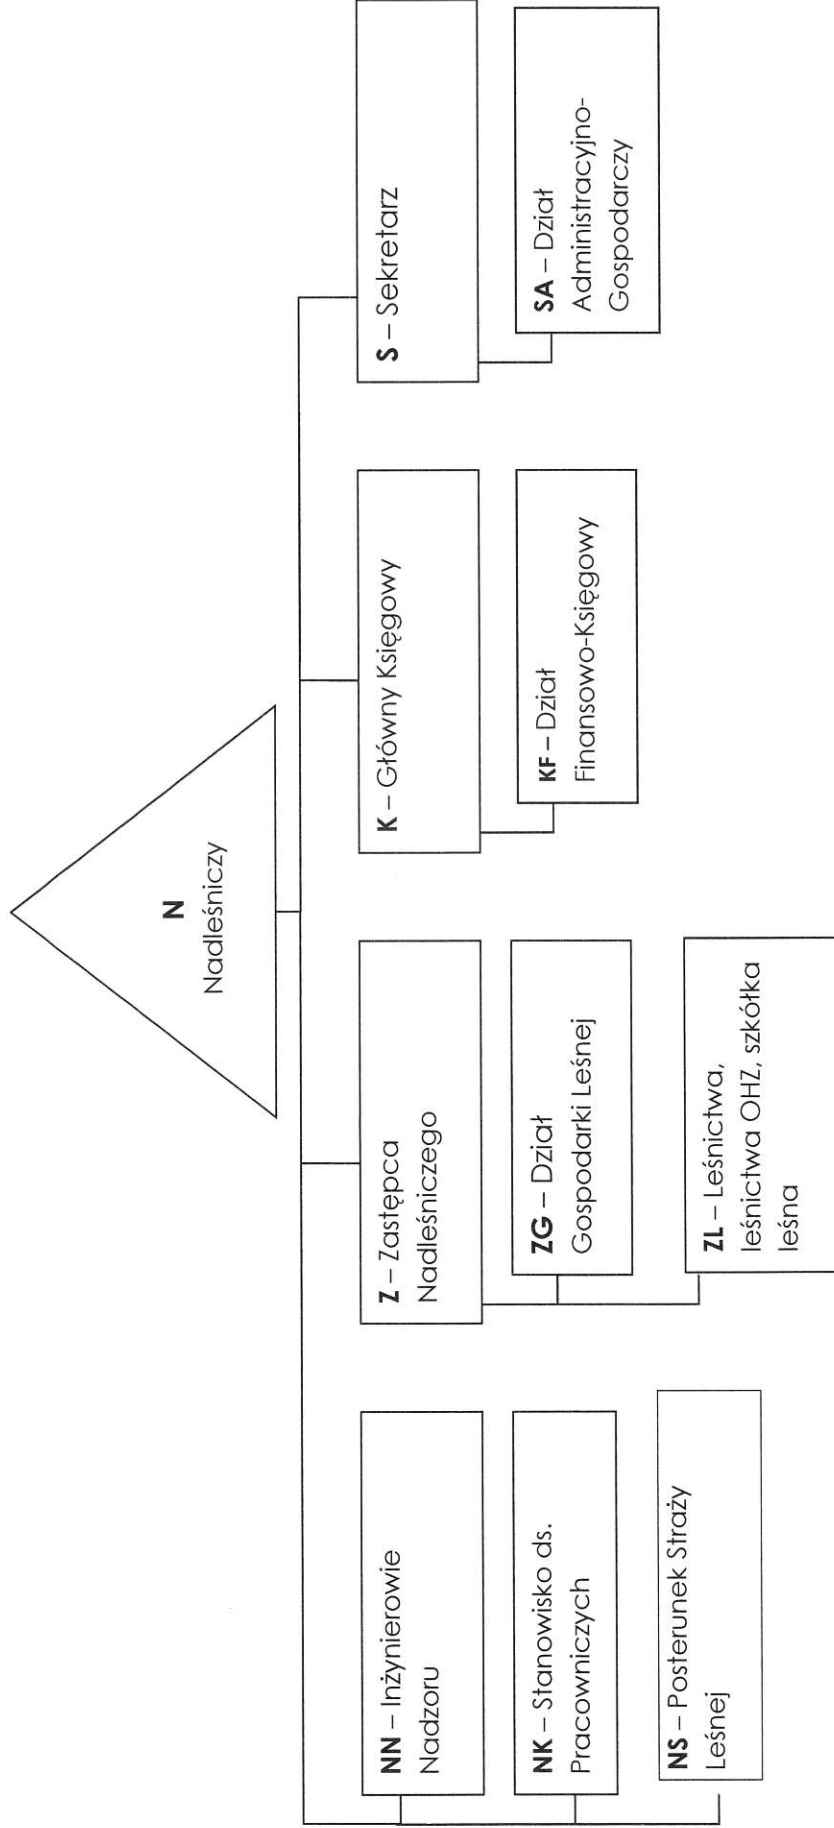 N
Nadleśniczy
NN – Inżynierowie
Nadzoru
NK – Stanowisko ds.
Pracowniczych
NS – Posterunek Straży
Leśnej
Z – Zastępca
Nadleśniczego
ZG – Dział
Gospodarki Leśnej
ZL – Leśnictwa,
leśnictwa OHZ, szkółka
leśna
K – Główny Księgowy
KF – Dział
Finansowo-Księgowy
S – Sekretarz
SA – Dział
Administracyjno-
Gospodarczy